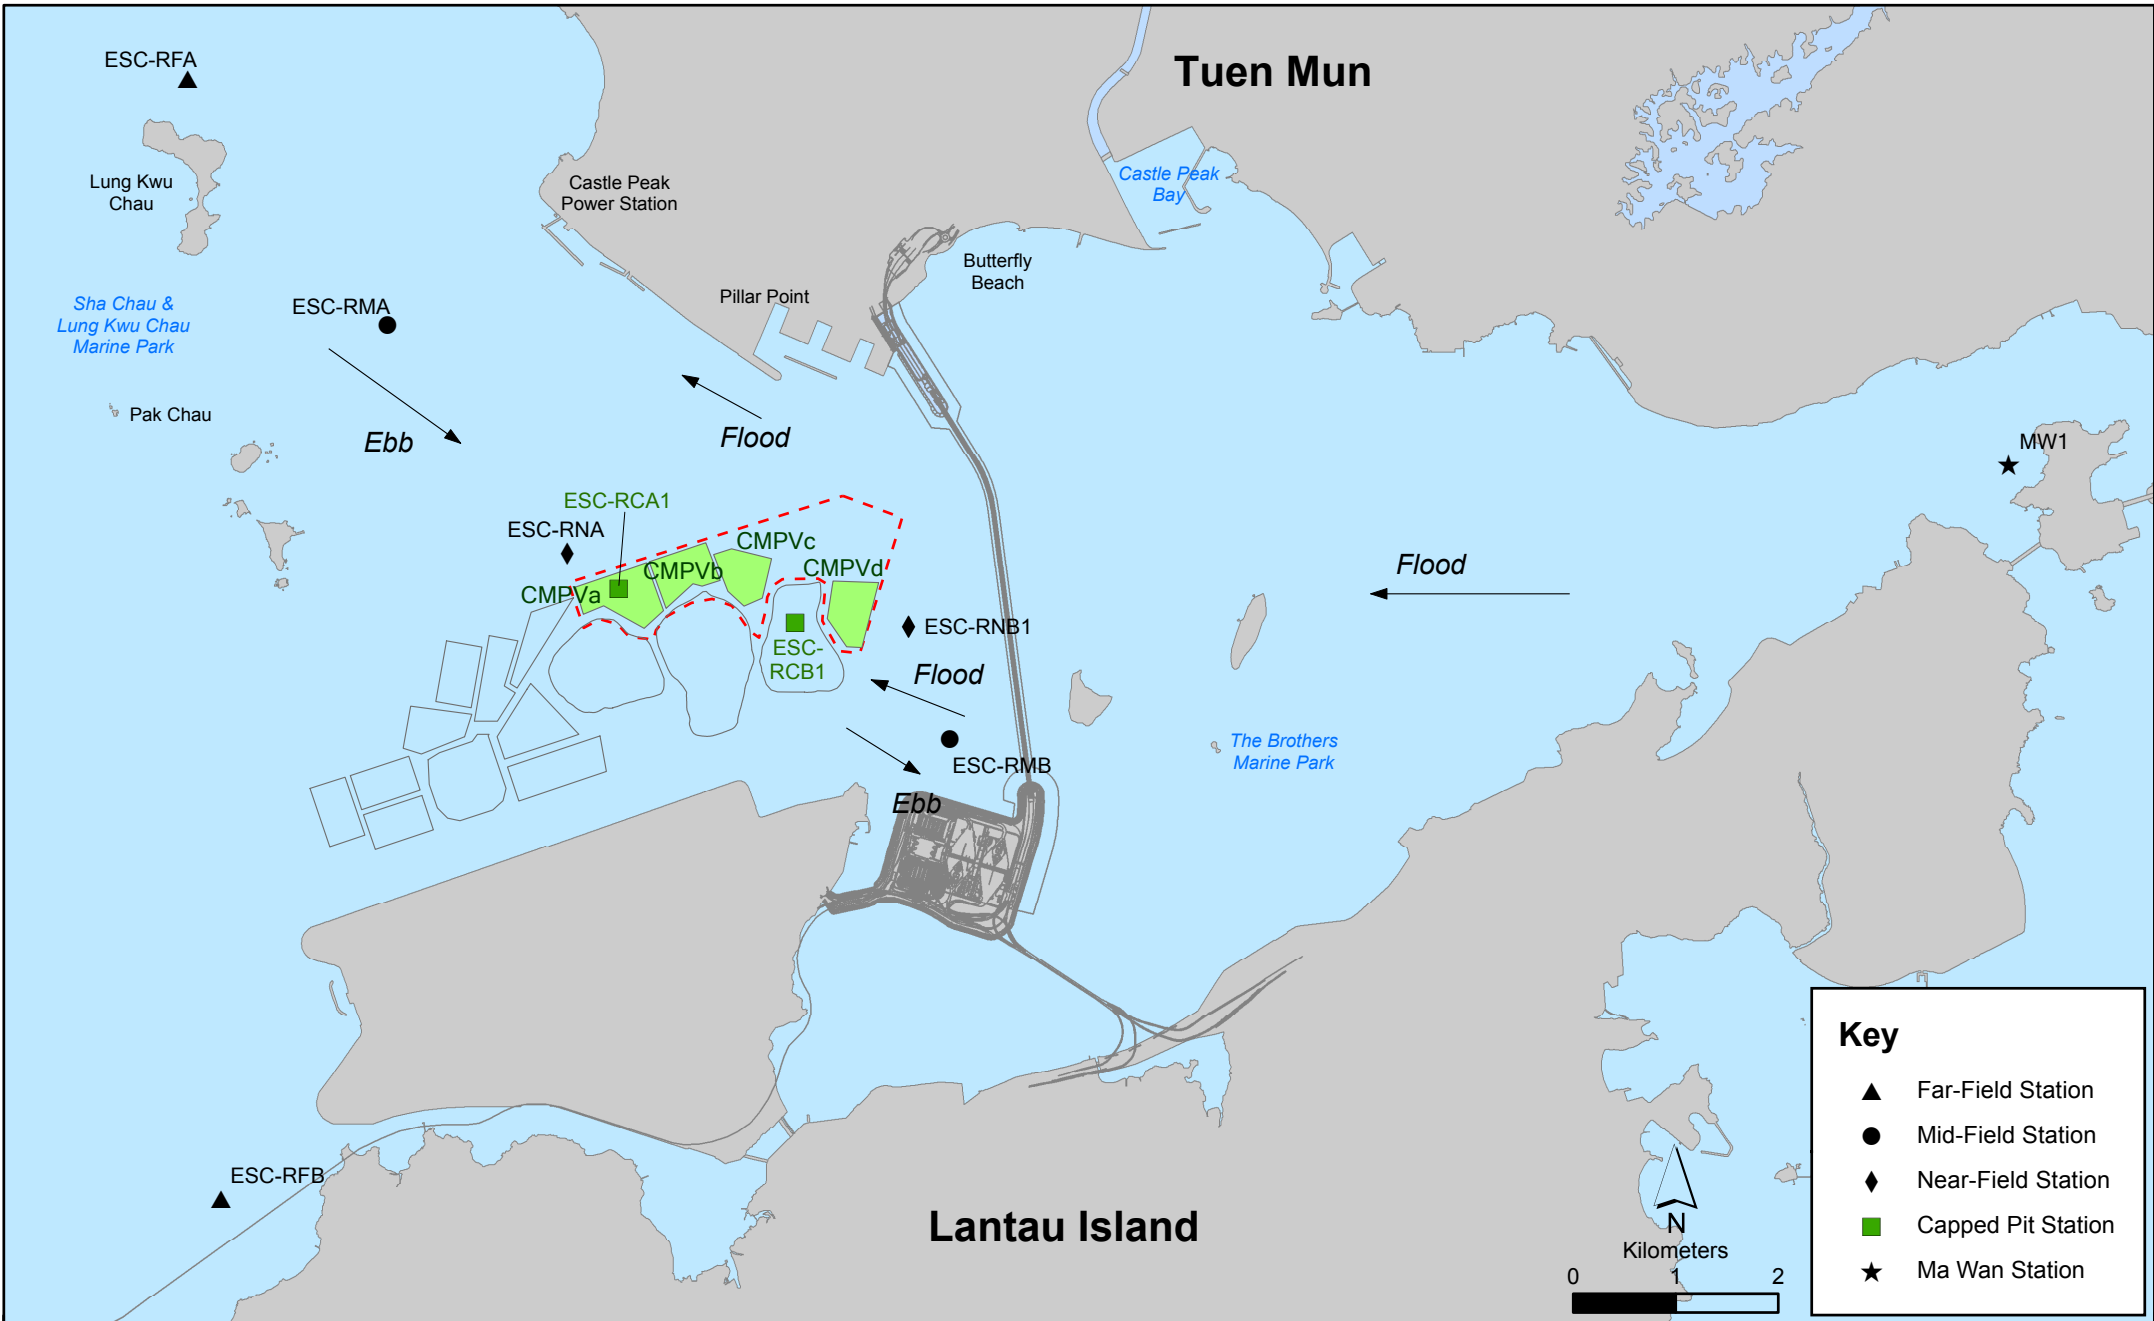 Tuen Mun
ESC-RFA
Lung Kwu
Chau
Castle Peak
Power Station
Castle Peak
Bay
Butterfly
Beach
Pillar Point
Sha Chau &
Lung Kwu Chau
Marine Park
ESC-RMA
Pak Chau
Ebb
Flood
MW1
ESC-RCA1
ESC-RNA
CMPVc
CMPVb
CMPVd
CMPVa
Flood
ESC-RNB1
ESC-
RCB1
Flood
The Brothers
Marine Park
ESC-RMB
Ebb
ESC-RFB
Lantau Island
N
Kilometers
0 1 2
Key
Far-Field Station
Mid-Field Station
Near-Field Station
Capped Pit Station
Ma Wan Station